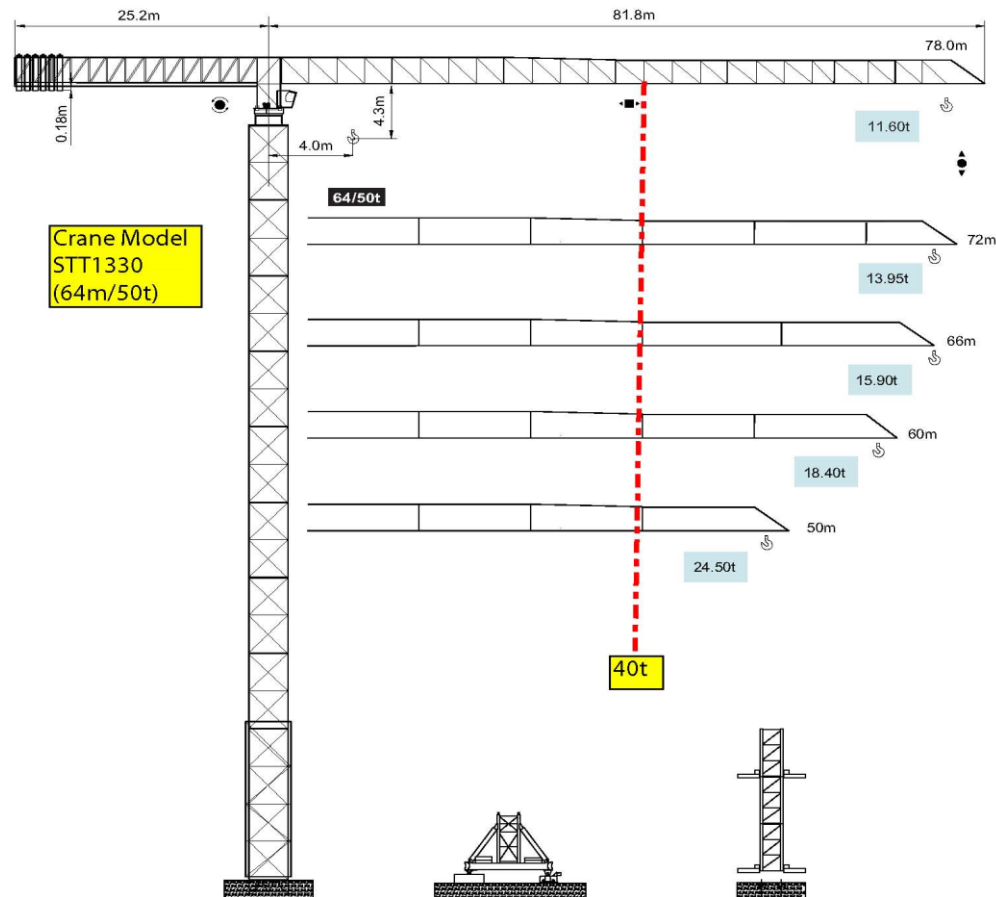 25.2m
81.8m
78.0m
0.18m
4.3m
4.0m
11.60t
64/50t
Crane Model
STT1330
(64m/50t)
72m
13.95t
66m
15.90t
60m
18.40t
50m
24.50t
40t